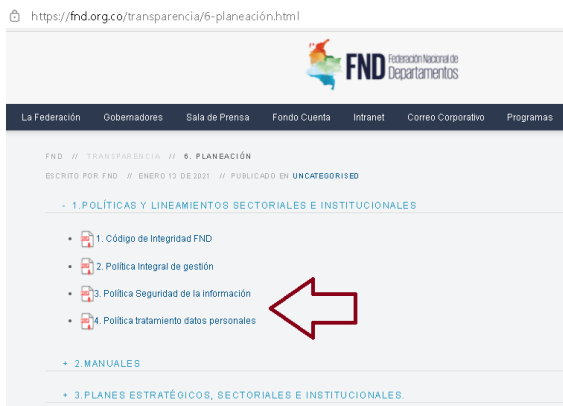 https://fnd.org.co/transparencia/6-planeación.html
FND Federación Nacional de
Departamentos
La Federación Gobernadores Sala de Prensa Fondo Cuenta Intranet Correo Corporativo Programas
FND // TRANSPARENCIA // 6. PLANEACIÓN
ESCRITO POR FND // ENERO 13 DE 2021 // PUBLICADO EN UNCATEGORISED
- 1.POLÍTICAS Y LINEAMIENTOS SECTORIALES E INSTITUCIONALES
• 1. Código de Integridad FND
• 2. Política Integral de gestión
• 3. Política Seguridad de la información
• 4. Política tratamiento datos personales
+ 2.MANUALES
+ 3.PLANES ESTRATÉGICOS, SECTORIALES E INSTITUCIONALES.